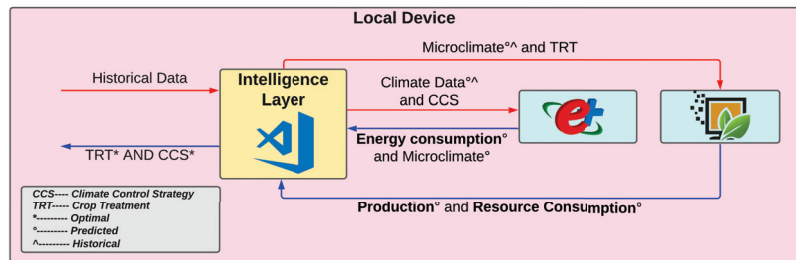 Local Device
Microclimate°^ and TRT
Historical Data
Intelligence
Layer
Climate Data°^
and CCS
e+
Energy consumption°
and Microclimate°
TRT* AND CCS*
Production° and Resource Consumption°
CCS---- Climate Control Strategy
TRT----- Crop Treatment
*--------- Optimal
°--------- Predicted
^--------- Historical